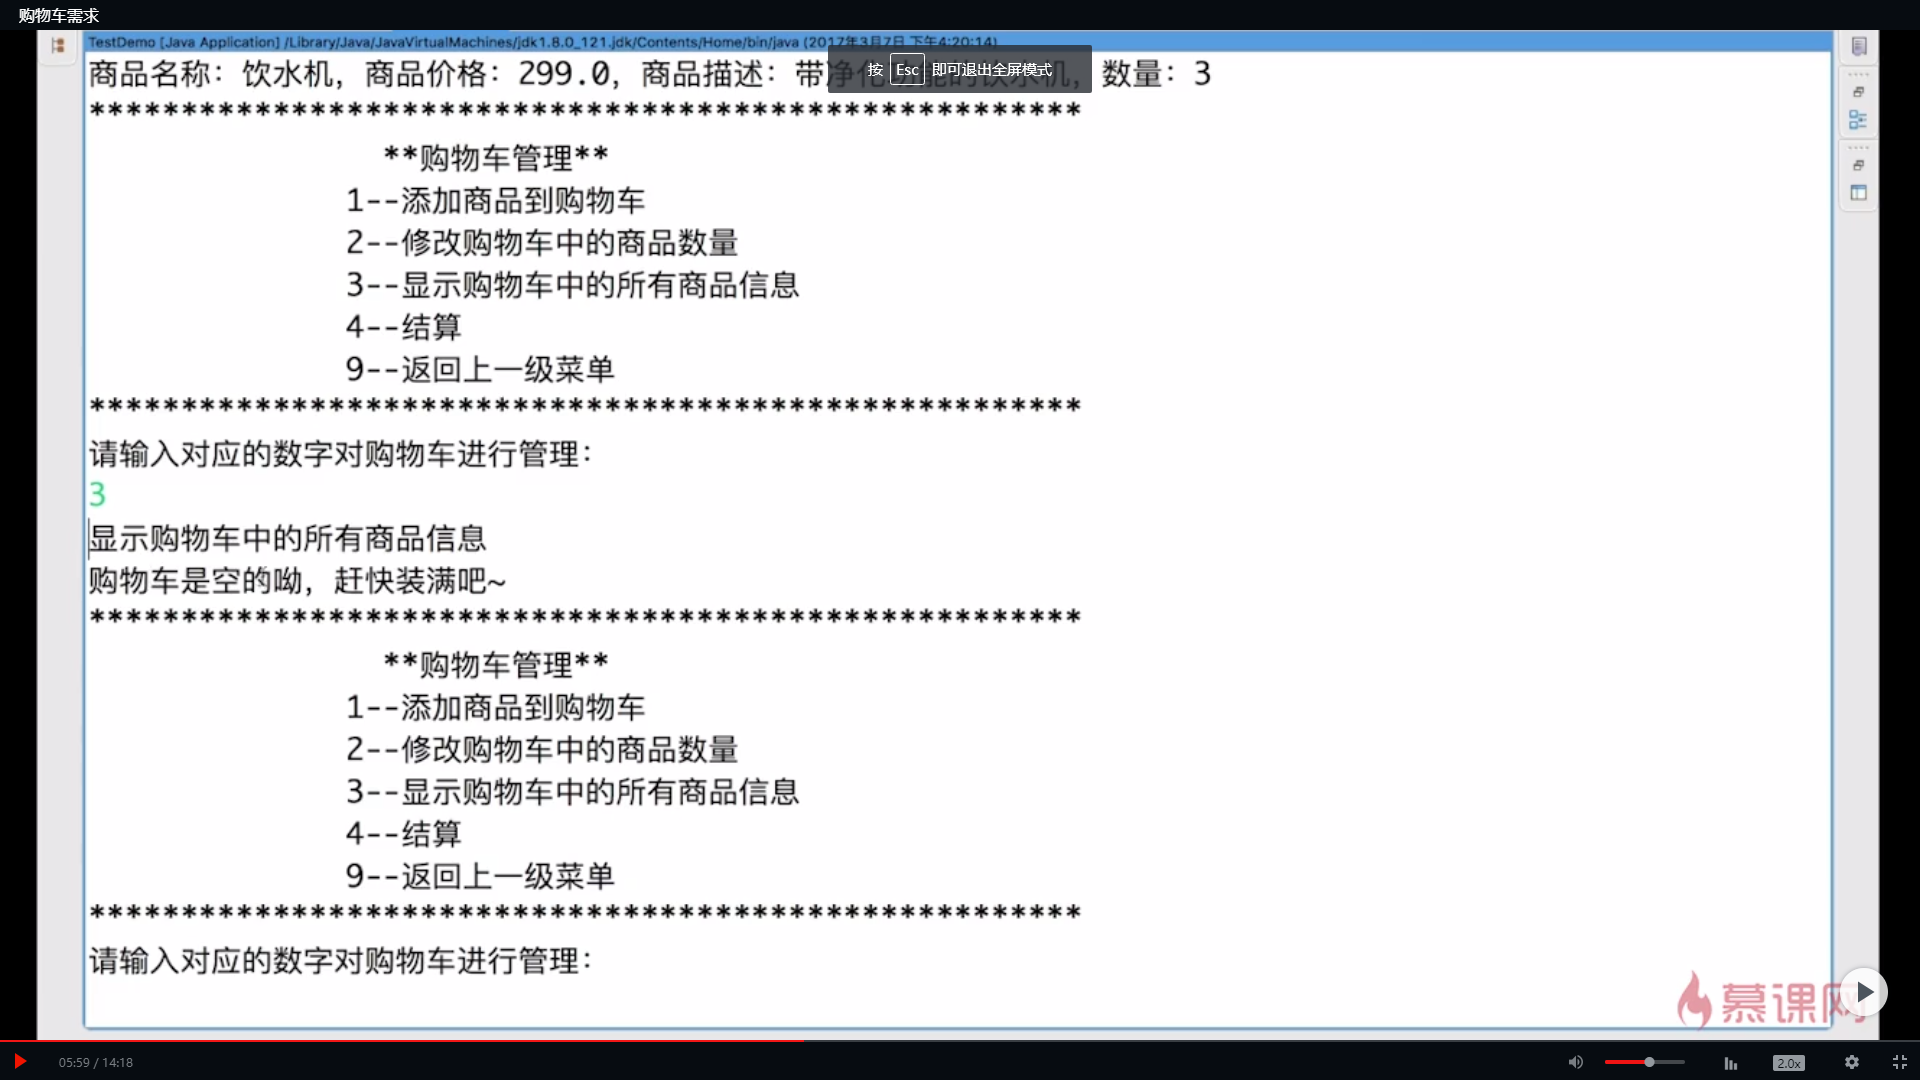 购物车需求
TestDemo [Java Application] /Library/Java/JavaVirtualMachines/jdk1.8.0_121.jdk/Contents/Home/bin/java (2017年3月7日 下午4:20:14)
按 Esc 即可退出全屏模式
商品名称：饮水机，商品价格：299.0，商品描述：带净化功能的饮水机，数量：3
******************************************************
**购物车管理**
1--添加商品到购物车
2--修改购物车中的商品数量
3--显示购物车中的所有商品信息
4--结算
9--返回上一级菜单
******************************************************
请输入对应的数字对购物车进行管理：
3
显示购物车中的所有商品信息
购物车是空的呦，赶快装满吧~
******************************************************
**购物车管理**
1--添加商品到购物车
2--修改购物车中的商品数量
3--显示购物车中的所有商品信息
4--结算
9--返回上一级菜单
******************************************************
请输入对应的数字对购物车进行管理：
慕课网
05:59 / 14:18
2.0x